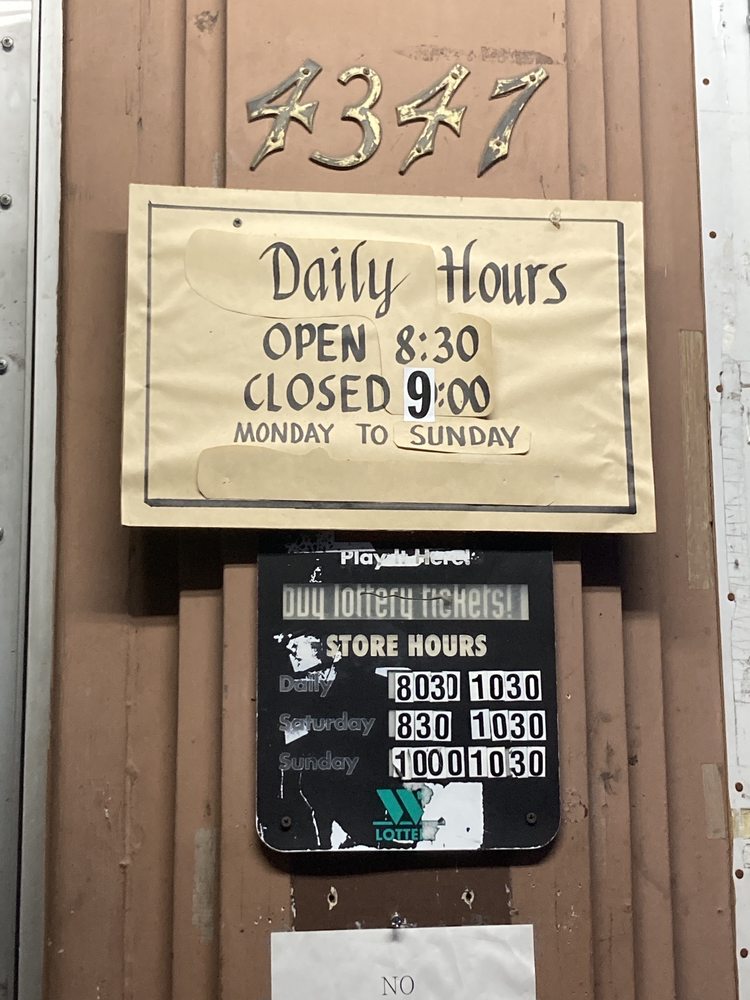 4347
Daily Hours
OPEN 8:30
CLOSED 9:00
MONDAY TO SUNDAY
Play It Here!
buy lottery tickets!
STORE HOURS
Daily 8030 1030
Saturday 830 1030
Sunday 1000 1030
LOTTE
NO